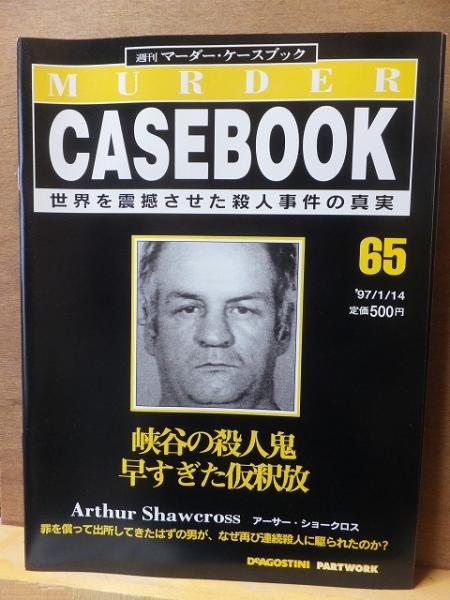 週刊 マーダー・ケースブック
MURDER
CASEBOOK
世界を震撼させた殺人事件の真実
65
'97/1/14
定価500円
峡谷の殺人鬼
早すぎた仮釈放
Arthur Shawcross アーサー・ショークロス
罪を償って出所してきたはずの男が、なぜ再び連続殺人に駆られたのか?
DeAGOSTINI PARTWORK